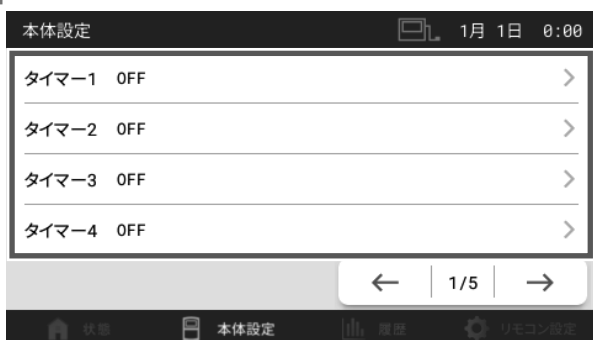 本体設定 1月 1日 0:00
タイマー1 OFF
タイマー2 OFF
タイマー3 OFF
タイマー4 OFF
← 1/5 →
状態 本体設定 履歴 リモコン設定